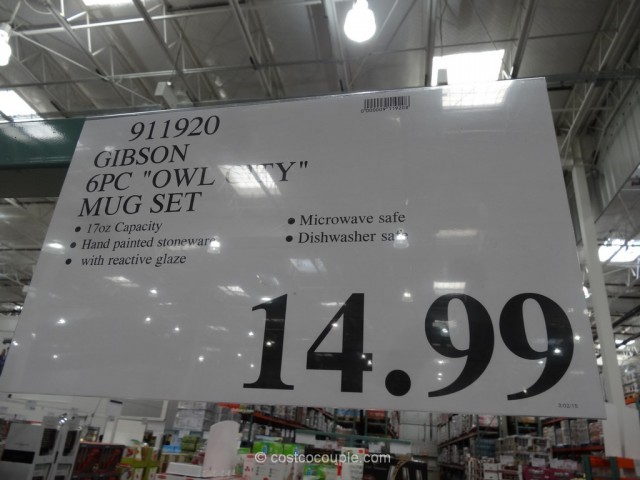 911920
GIBSON
6PC "OWL CITY"
MUG SET
• 17oz Capacity
• Hand painted stoneware
• with reactive glaze
• Microwave safe
• Dishwasher safe
14.99
© costcocouple.com